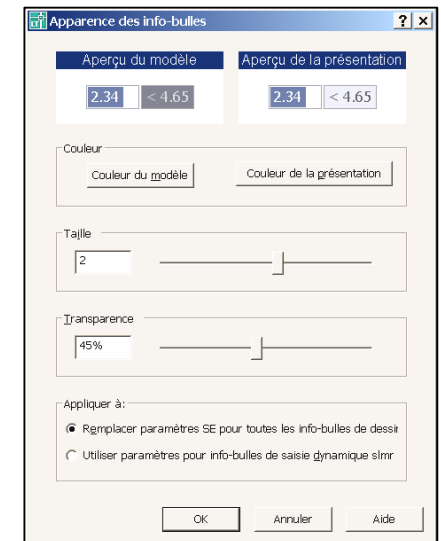 Apparence des info-bulles
Aperçu du modèle
Aperçu de la présentation
2.34 < 4.65
2.34 < 4.65
Couleur
Couleur du modèle
Couleur de la présentation
Taille
2
Transparence
45%
Appliquer à:
Remplacer paramètres SE pour toutes les info-bulles de dessin
Utiliser paramètres pour info-bulles de saisie dynamique slmr
OK Annuler Aide